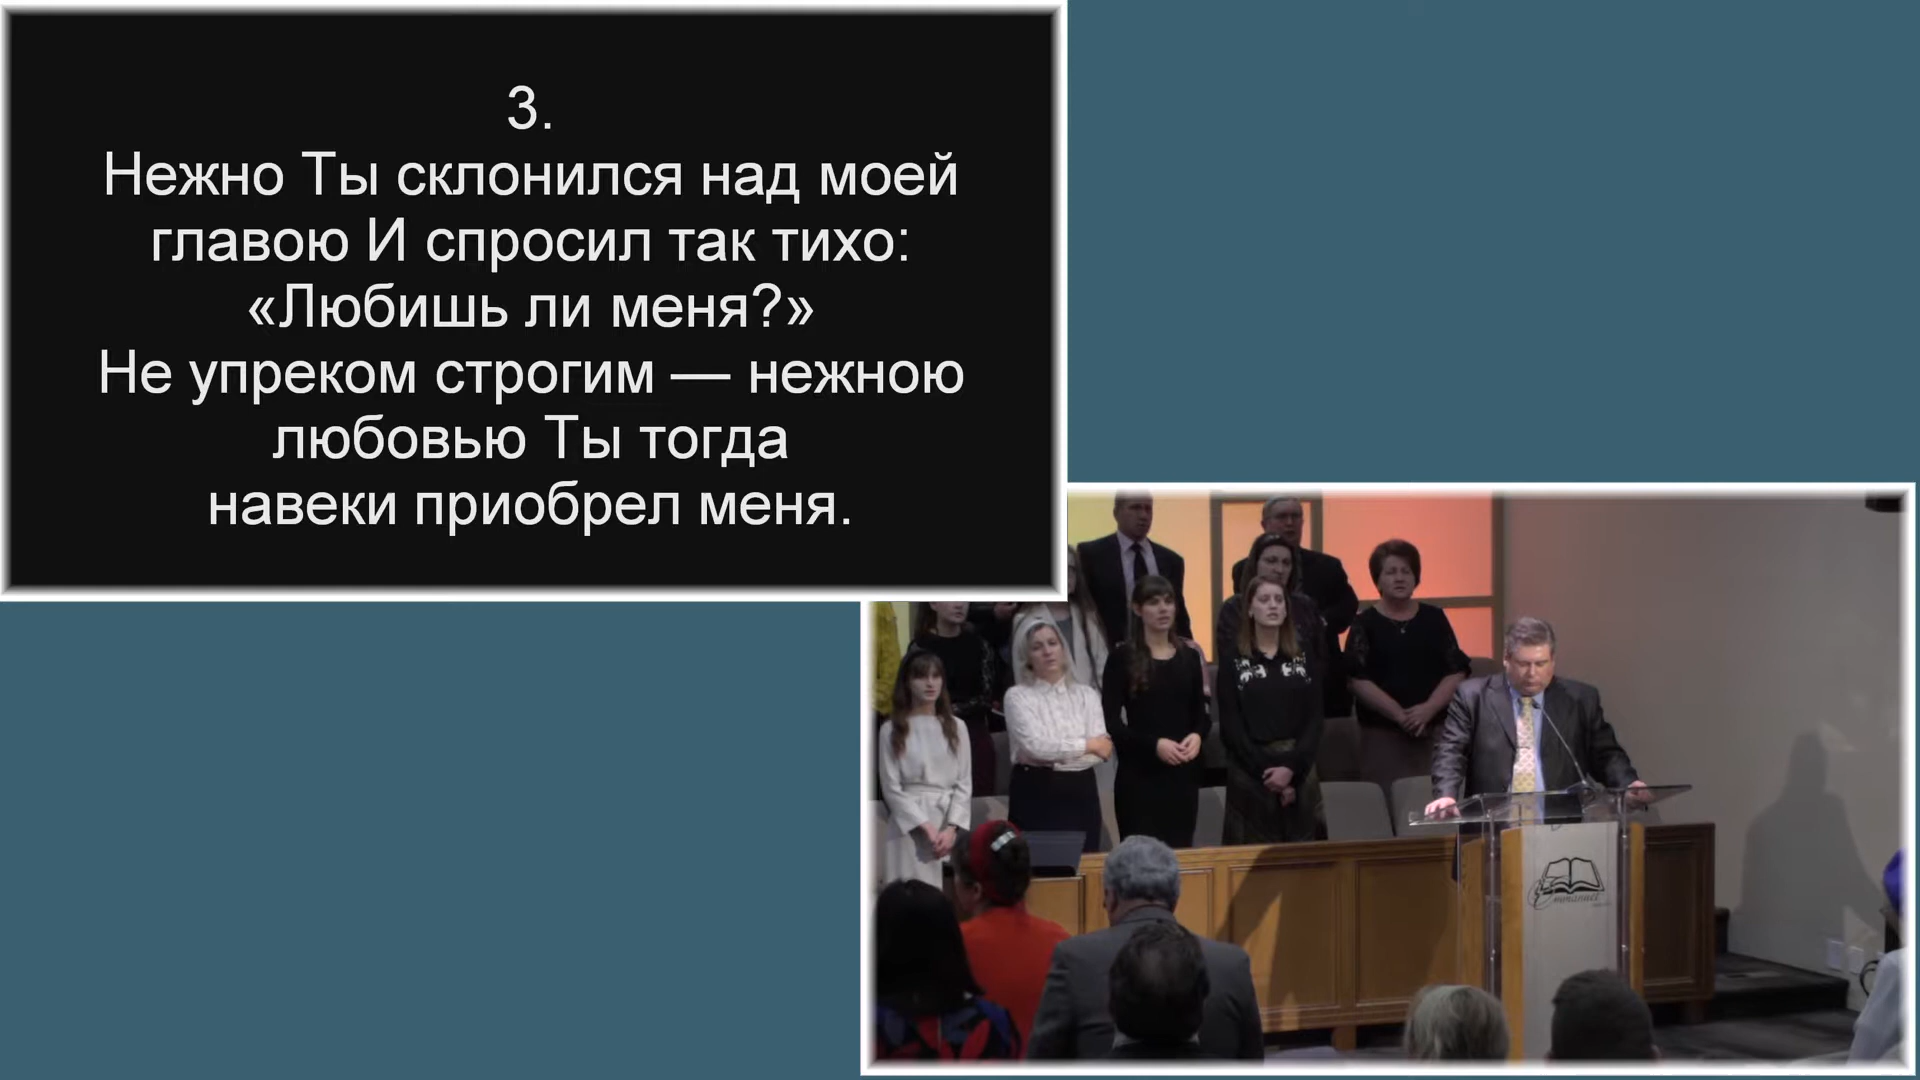 3.
Нежно Ты склонился над моей
главою И спросил так тихо:
«Любишь ли меня?»
Не упреком строгим — нежною
любовью Ты тогда
навеки приобрел меня.
Emmanuel